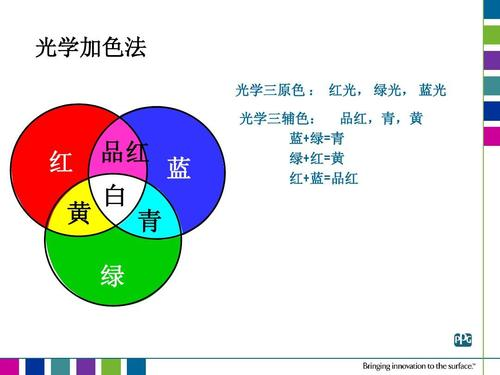 光学加色法
光学三原色： 红光， 绿光， 蓝光
光学三辅色： 品红，青，黄
蓝+绿=青
绿+红=黄
红+蓝=品红
红
品红
蓝
白
黄
青
绿
PPG
Bringing innovation to the surface.™